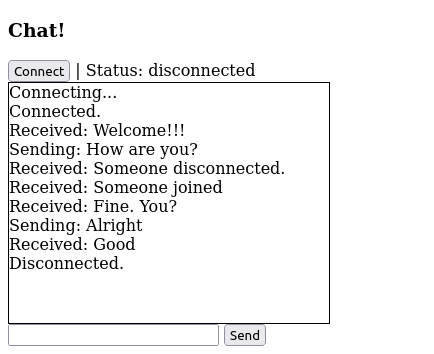 Chat!
Connect | Status: disconnected
Connecting...
Connected.
Received: Welcome!!!
Sending: How are you?
Received: Someone disconnected.
Received: Someone joined
Received: Fine. You?
Sending: Alright
Received: Good
Disconnected.
Send